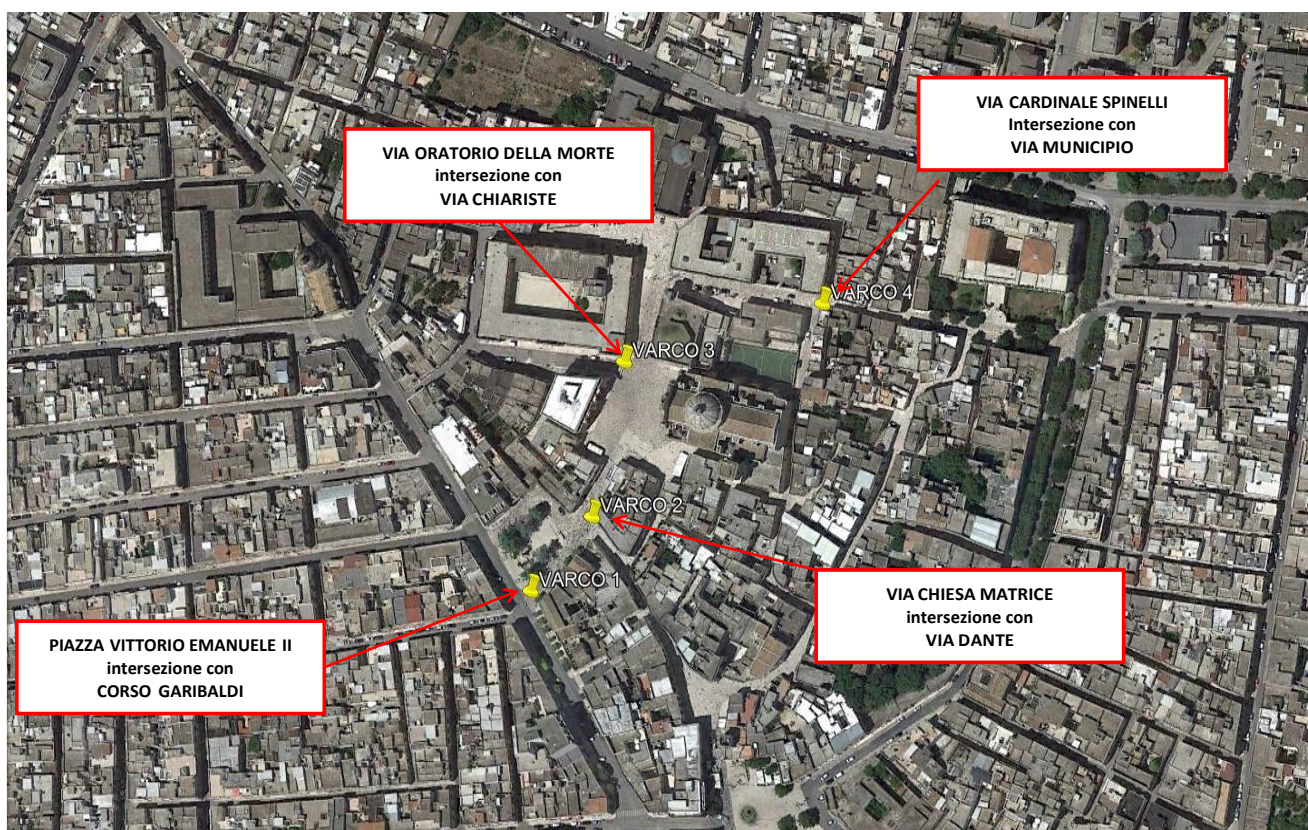 VIA CARDINALE SPINELLI
Intersezione con
VIA MUNICIPIO
VIA ORATORIO DELLA MORTE
intersezione con
VIA CHIARISTE
VARCO 4
VARCO 3
VARCO 2
VARCO 1
VIA CHIESA MATRICE
intersezione con
VIA DANTE
PIAZZA VITTORIO EMANUELE II
intersezione con
CORSO GARIBALDI